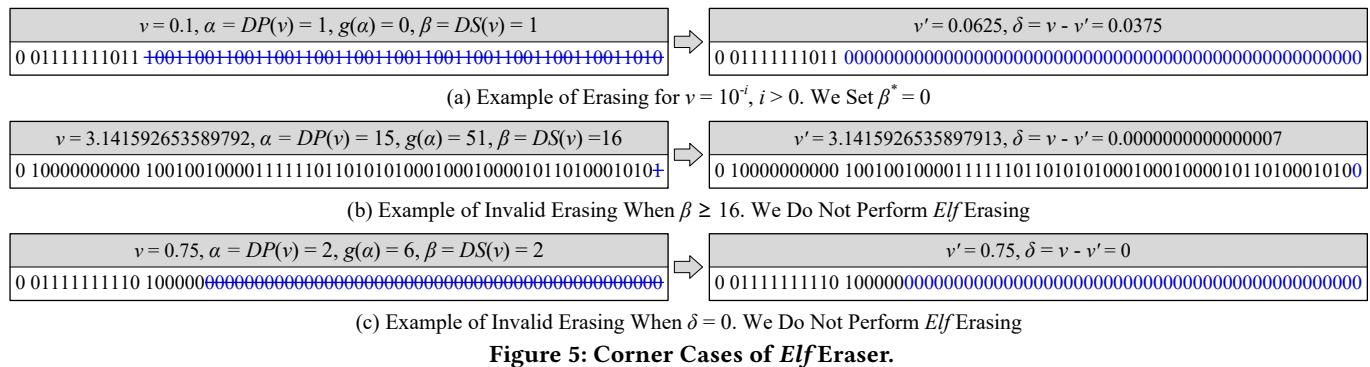 v = 0.1, α = DP(v) = 1, g(α) = 0, β = DS(v) = 1
v′ = 0.0625, δ = v - v′ = 0.0375
0 01111111011 1001100110011001100110011001100110011001100110011010
0 01111111011 0000000000000000000000000000000000000000000000000000
(a) Example of Erasing for v = 10^-i, i > 0. We Set β* = 0
v = 3.141592653589792, α = DP(v) = 15, g(α) = 51, β = DS(v) =16
v′ = 3.1415926535897913, δ = v - v′ = 0.0000000000000007
0 10000000000 1001001000011111101101010100010001000010110100010101
0 10000000000 1001001000011111101101010100010001000010110100010100
(b) Example of Invalid Erasing When β ≥ 16. We Do Not Perform Elf Erasing
v = 0.75, α = DP(v) = 2, g(α) = 6, β = DS(v) = 2
v′ = 0.75, δ = v - v′ = 0
0 01111111110 1000000000000000000000000000000000000000000000000000
0 01111111110 1000000000000000000000000000000000000000000000000000
(c) Example of Invalid Erasing When δ = 0. We Do Not Perform Elf Erasing
Figure 5: Corner Cases of Elf Eraser.